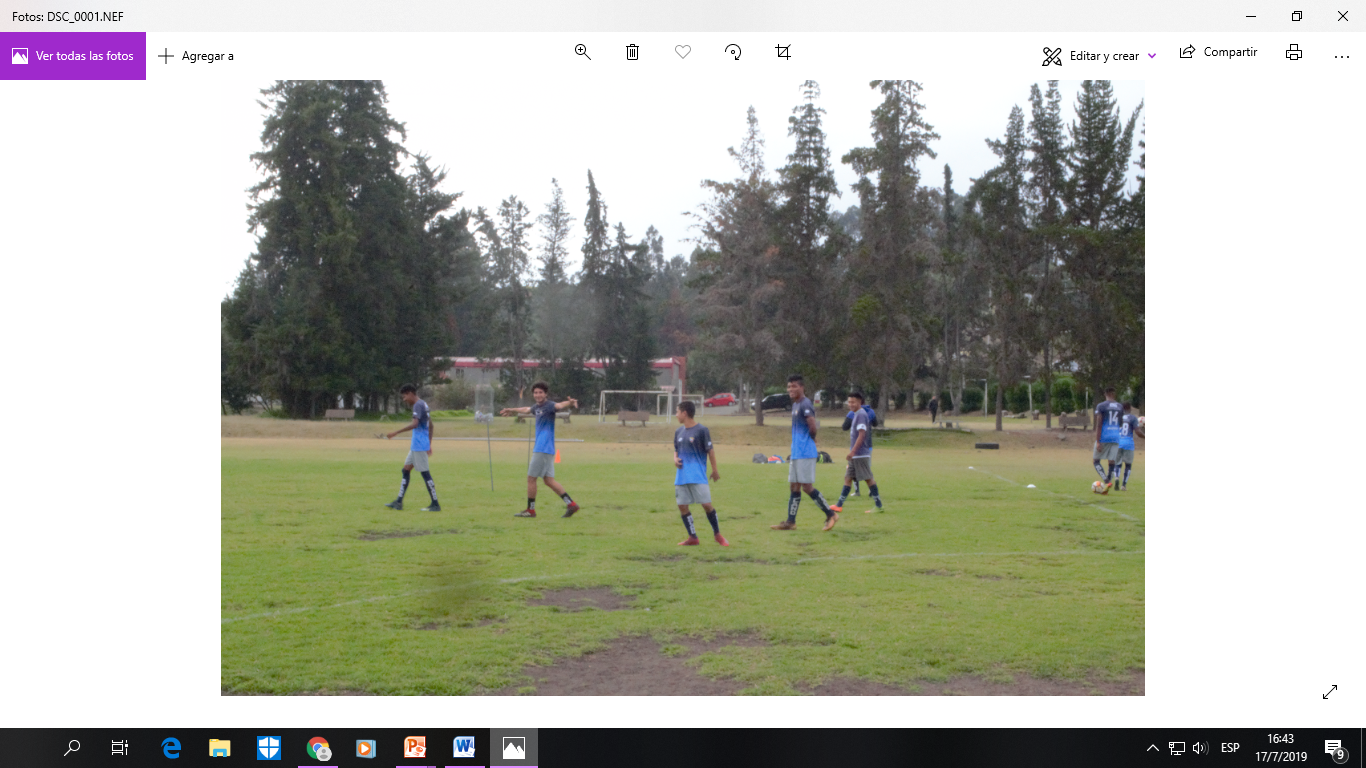 Fotos: DSC_0001.NEF
Ver todas las fotos
Agregar a
Editar y crear
Compartir
14
8
ESP
16:43
17/7/2019
9